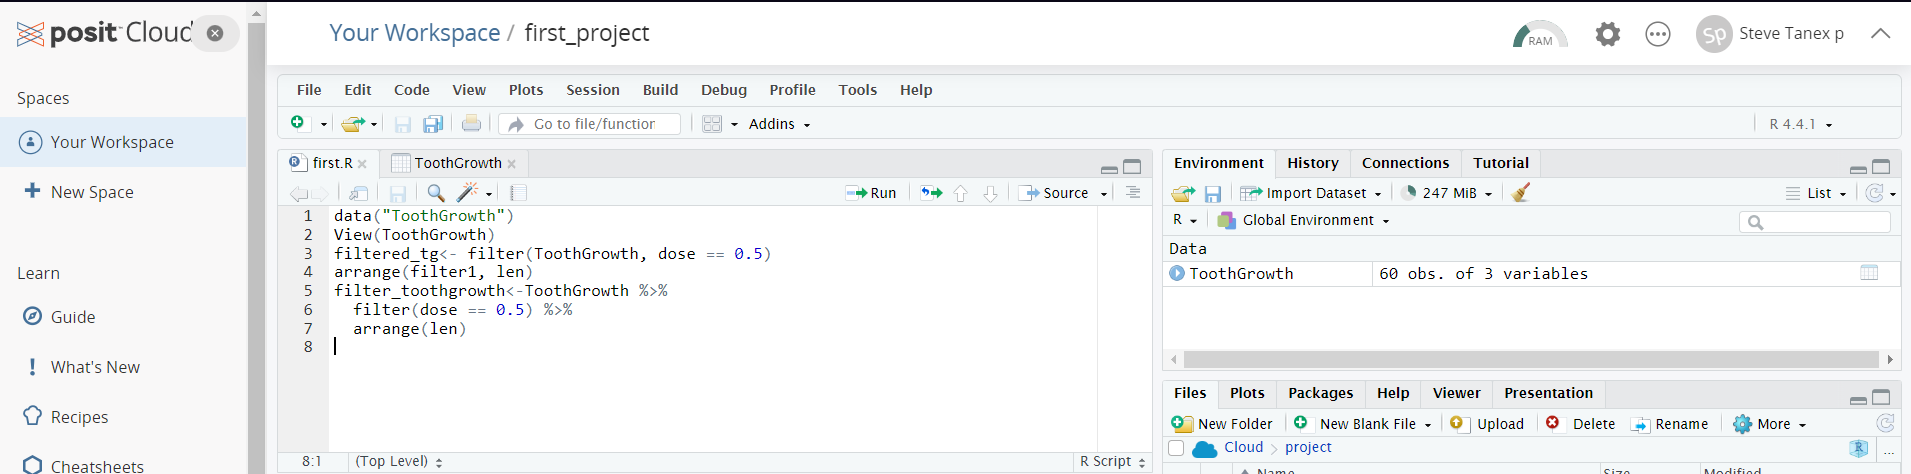 posit Cloud
Your Workspace / first_project
RAM
Sp
Steve Tanex p
Spaces
Your Workspace
New Space
Learn
Guide
What's New
Recipes
Cheatsheets
File Edit Code View Plots Session Build Debug Profile Tools Help
Go to file/function
Addins
R 4.4.1
first.R
ToothGrowth
Run
Source
1 data("ToothGrowth")
2 View(ToothGrowth)
3 filtered_tg<- filter(ToothGrowth, dose == 0.5)
4 arrange(filter1, len)
5 filter_toothgrowth<-ToothGrowth %>%
6 filter(dose == 0.5) %>%
7 arrange(len)
8
8:1 (Top Level) R Script
Environment History Connections Tutorial
Import Dataset 247 MiB List
R Global Environment
Data
ToothGrowth 60 obs. of 3 variables
Files Plots Packages Help Viewer Presentation
New Folder New Blank File Upload Delete Rename More
Cloud project R ...
Name Size Modified